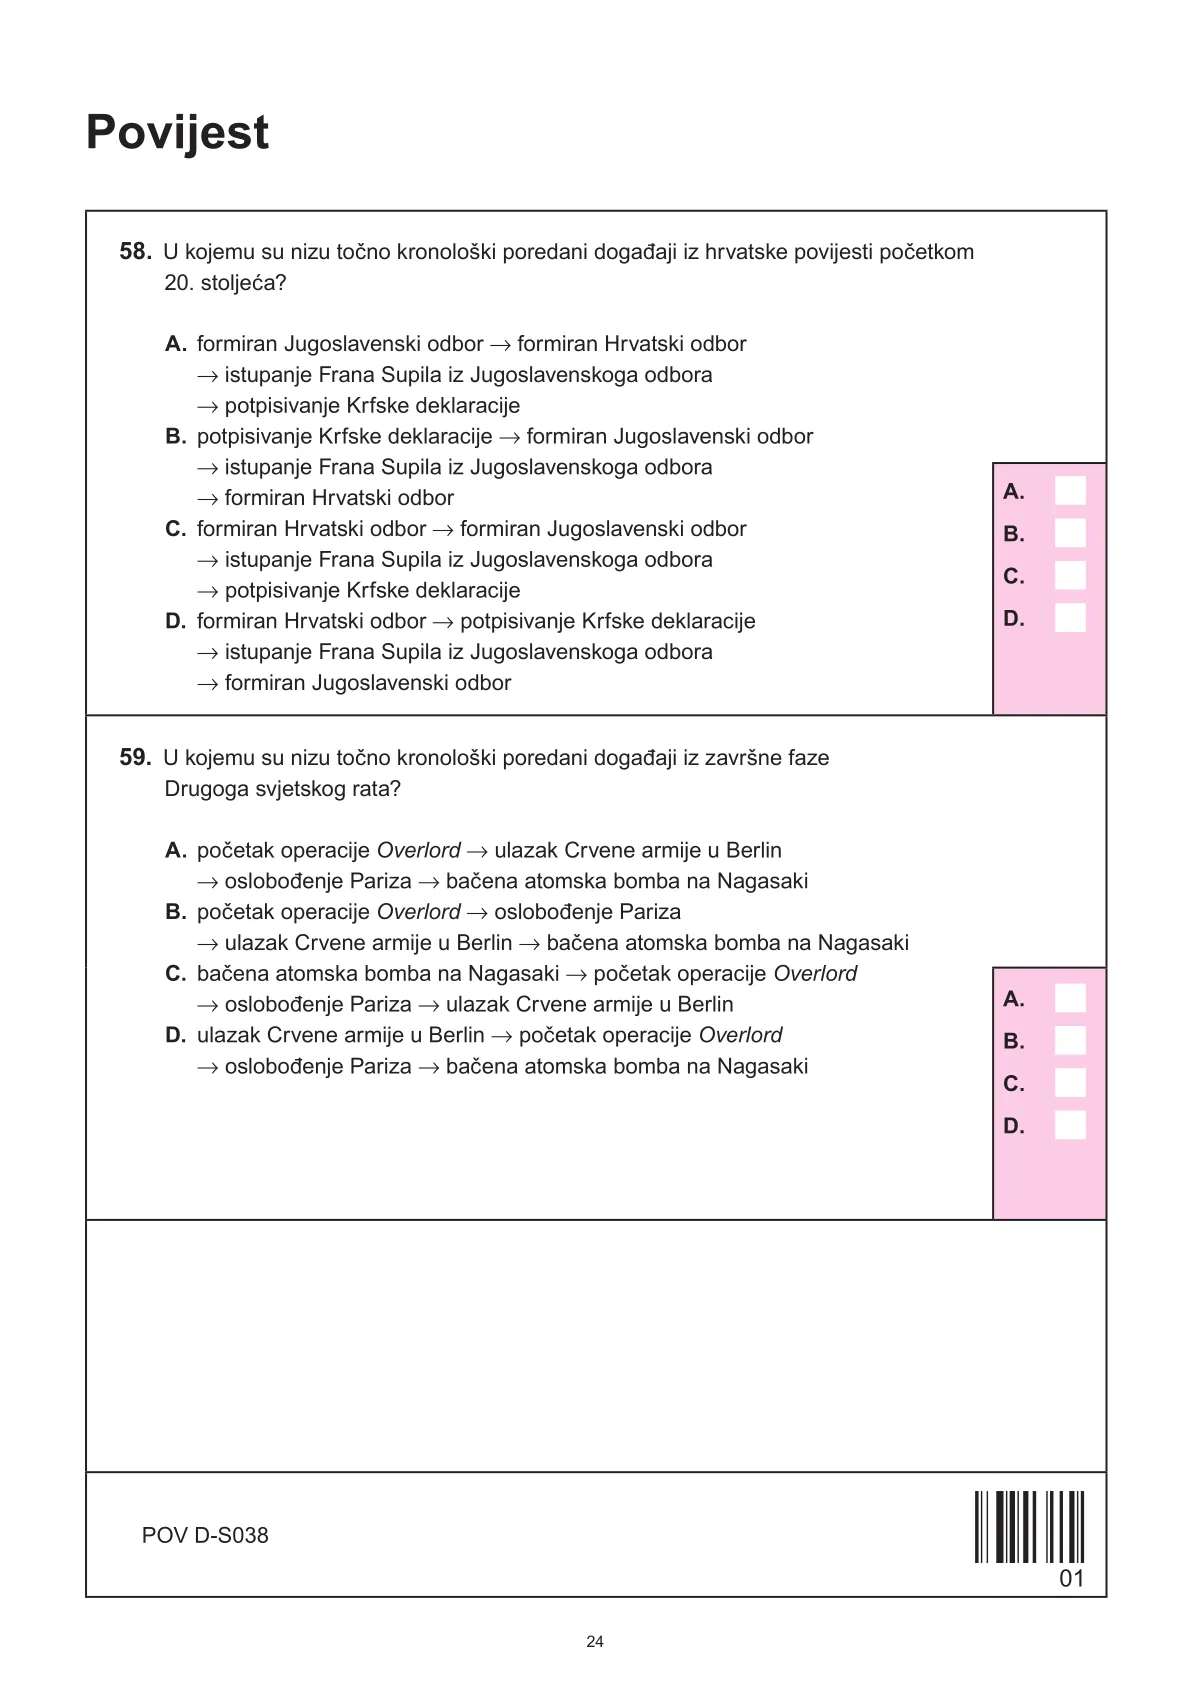 Povijest
58. U kojemu su nizu točno kronološki poredani događaji iz hrvatske povijesti početkom
20. stoljeća?
A. formiran Jugoslavenski odbor → formiran Hrvatski odbor
→ istupanje Frana Supila iz Jugoslavenskoga odbora
→ potpisivanje Krfske deklaracije
B. potpisivanje Krfske deklaracije → formiran Jugoslavenski odbor
→ istupanje Frana Supila iz Jugoslavenskoga odbora
→ formiran Hrvatski odbor
C. formiran Hrvatski odbor → formiran Jugoslavenski odbor
→ istupanje Frana Supila iz Jugoslavenskoga odbora
→ potpisivanje Krfske deklaracije
D. formiran Hrvatski odbor → potpisivanje Krfske deklaracije
→ istupanje Frana Supila iz Jugoslavenskoga odbora
→ formiran Jugoslavenski odbor
A.
B.
C.
D.
59. U kojemu su nizu točno kronološki poredani događaji iz završne faze
Drugoga svjetskog rata?
A. početak operacije Overlord → ulazak Crvene armije u Berlin
→ oslobođenje Pariza → bačena atomska bomba na Nagasaki
B. početak operacije Overlord → oslobođenje Pariza
→ ulazak Crvene armije u Berlin → bačena atomska bomba na Nagasaki
C. bačena atomska bomba na Nagasaki → početak operacije Overlord
→ oslobođenje Pariza → ulazak Crvene armije u Berlin
D. ulazak Crvene armije u Berlin → početak operacije Overlord
→ oslobođenje Pariza → bačena atomska bomba na Nagasaki
A.
B.
C.
D.
POV D-S038
01
24